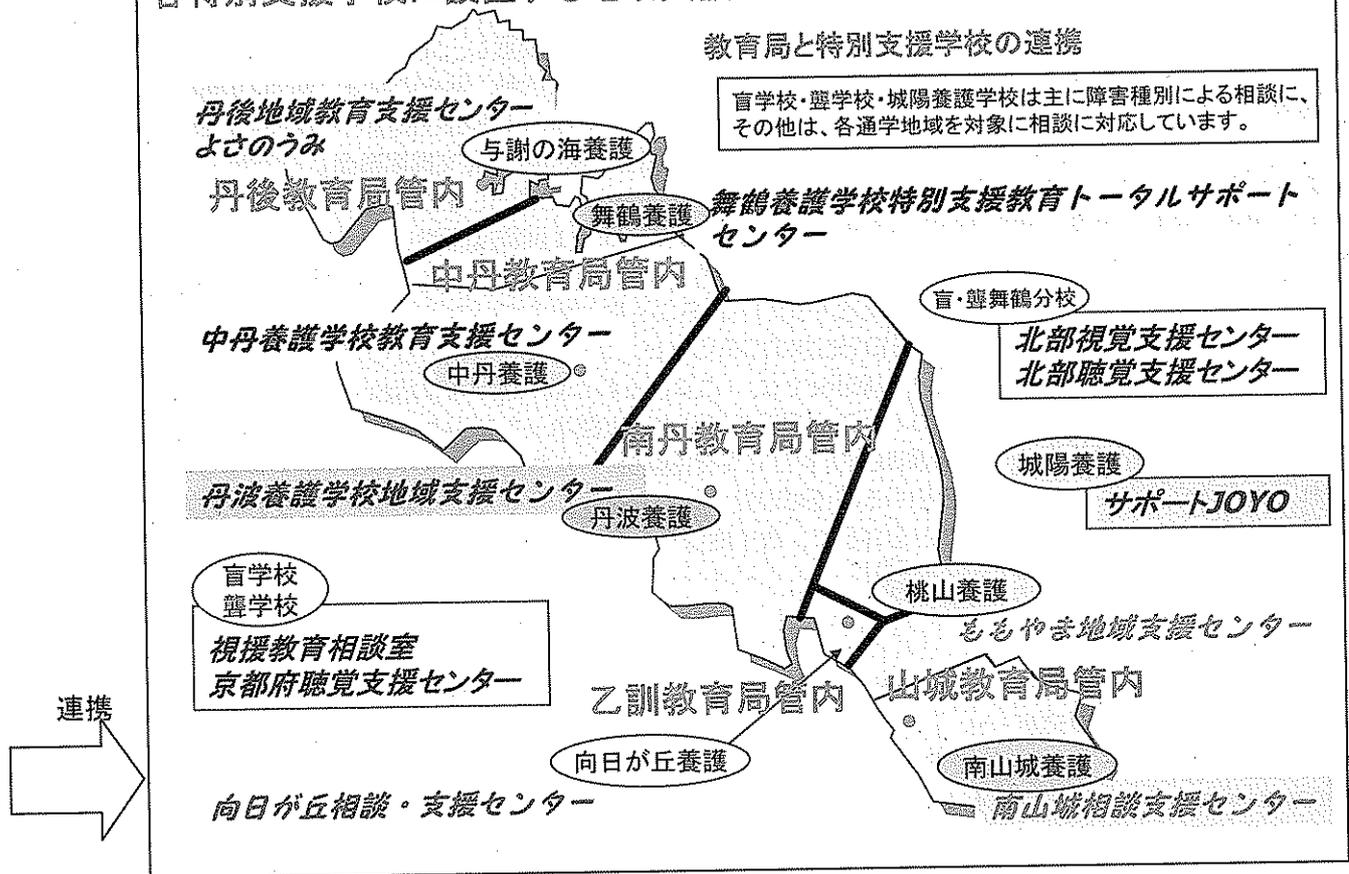 教育局と特別支援学校の連携
盲学校・聾学校・城陽養護学校は主に障害種別による相談に、
その他は、各通学地域を対象に相談に対応しています。
丹後地域教育支援センター
よさのうみ
与謝の海養護
丹後教育局管内
舞鶴養護
舞鶴養護学校特別支援教育トータルサポート
センター
中丹教育局管内
盲・聾舞鶴分校
北部視覚支援センター
北部聴覚支援センター
中丹養護学校教育支援センター
中丹養護
南丹教育局管内
城陽養護
サポートJOYO
丹波養護学校地域支援センター
丹波養護
盲学校
聾学校
視援教育相談室
京都府聴覚支援センター
桃山養護
ももやま地域支援センター
乙訓教育局管内
山城教育局管内
連携
向日が丘養護
南山城養護
向日が丘相談・支援センター
南山城相談支援センター